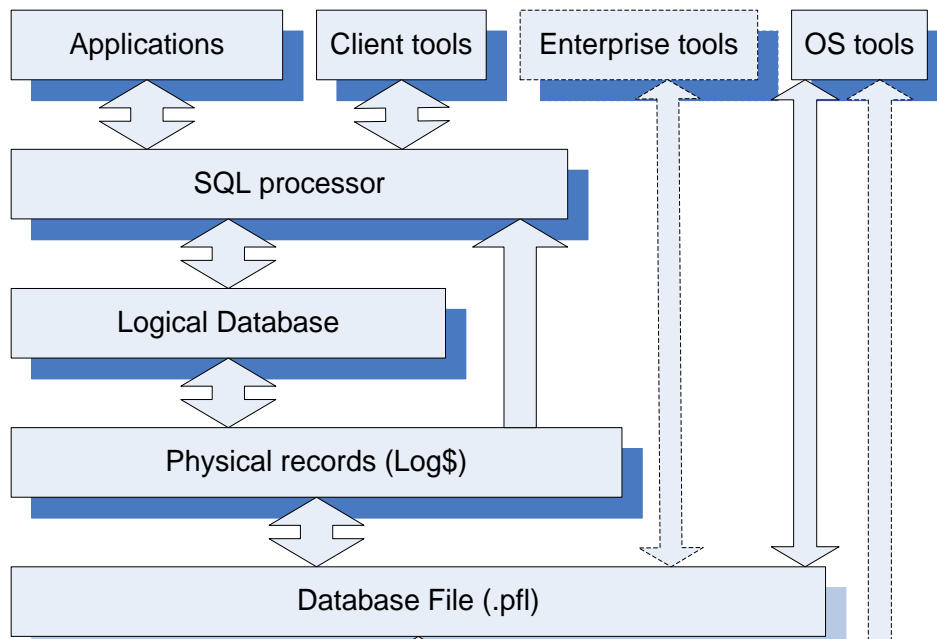 Applications
Client tools
Enterprise tools
OS tools
SQL processor
Logical Database
Physical records (Log$)
Database File (.pfl)